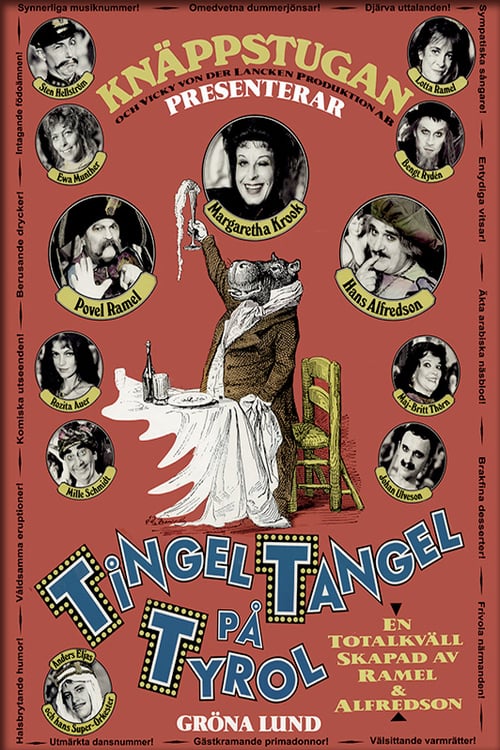 Synnerliga musiknummer!
Omedvetna dummerjönsar!
Djärva uttalanden!
KNÄPPSTUGAN
OCH VICKY VON DER LANCKEN PRODUKTION AB
PRESENTERAR
Sten Hellström
Lotta Ramel
Ewa Munther
Bengt Rydén
Margaretha Krook
Povel Ramel
Hans Alfredson
Rozita Auer
Maj-Britt Thörn
Mille Schmidt
Johan Ulveson
TINGEL TANGEL
PÅ
TYROL
EN
TOTALKVÄLL
SKAPAD AV
RAMEL
&
ALFREDSON
Anders Eljas
och hans Super-Orkester
GRÖNA LUND
Intagande födoämnen!
Berusande drycker!
Komiska utseenden!
Våldsamma eruptioner!
Halsbrytande humor!
Sympatiska sångare!
Entydiga vitsar!
Äkta arabiska näsblod!
Brakfina desserter!
Frivola närmanden!
Utmärkta dansnummer!
Gästkramande primadonnor!
Välsittande varmrätter!